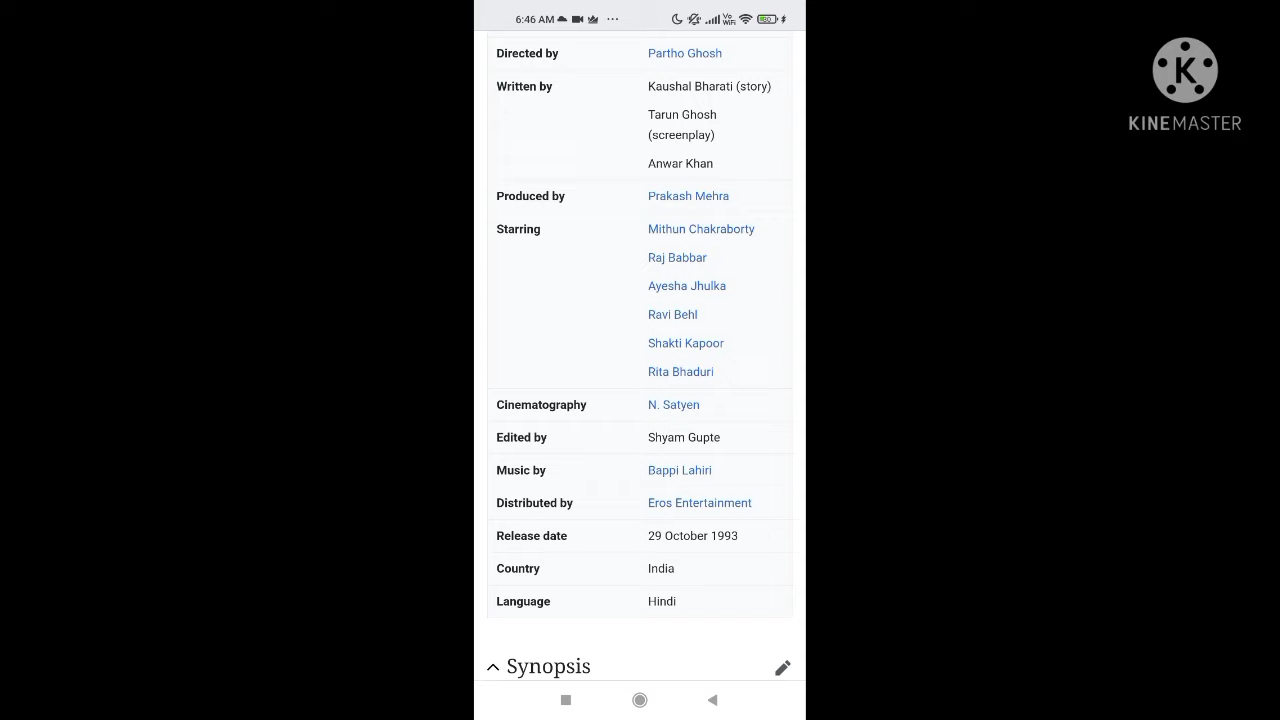 6:46 AM
Vo WiFi
80
Directed by Partho Ghosh
Written by Kaushal Bharati (story)
Tarun Ghosh
(screenplay)
Anwar Khan
Produced by Prakash Mehra
Starring Mithun Chakraborty
Raj Babbar
Ayesha Jhulka
Ravi Behl
Shakti Kapoor
Rita Bhaduri
Cinematography N. Satyen
Edited by Shyam Gupte
Music by Bappi Lahiri
Distributed by Eros Entertainment
Release date 29 October 1993
Country India
Language Hindi
Synopsis
K
KINEMASTER